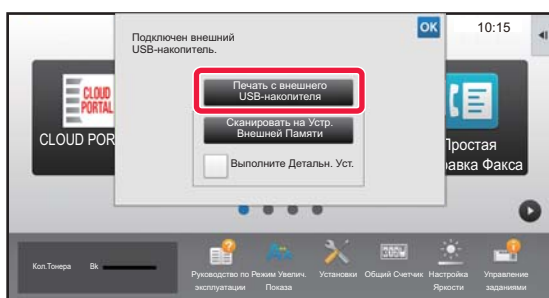 Подключен внешний
USB-накопитель.
OK
10:15
Печать с внешнего
USB-накопителя
Сканировать на Устр.
Внешней Памяти
Выполните Детальн. Уст.
CLOUD
PORTAL
CLOUD POR
Простая
равка Факса
Кол.Тонера
Bk
Руководство по
эксплуатации
Режим Увелич.
Показа
Установки
Общий Счетчик
Настройка
Яркости
Управление
заданиями